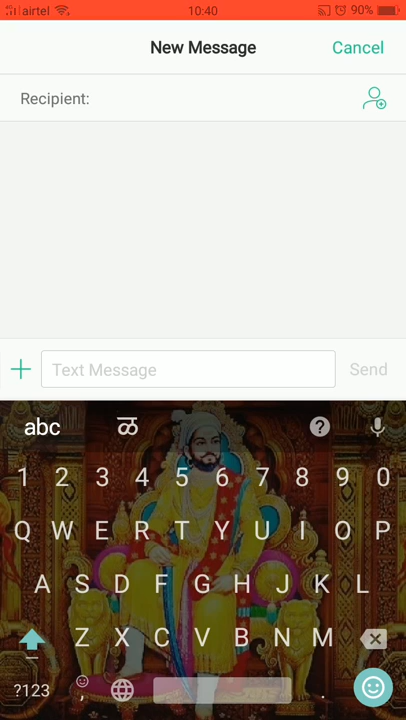 4G airtel 10:40 90%
New Message Cancel
Recipient:
Text Message Send
abc ळ ?
1 2 3 4 5 6 7 8 9 0
Q W E R T Y U I O P
A S D F G H J K L
Z X C V B N M
?123 , .